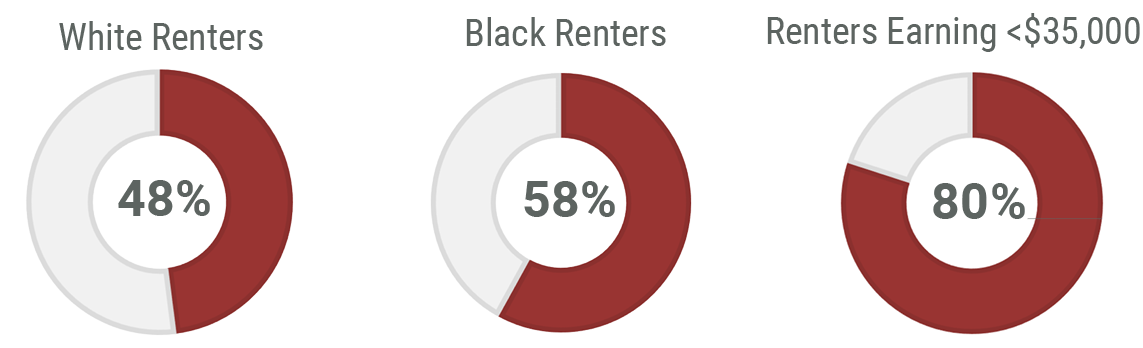 White Renters
Black Renters
Renters Earning <$35,000
48%
58%
80%